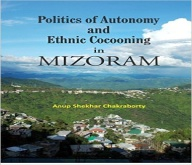 Politics of Autonomy
and
Ethnic Cocooning
in
MIZORAM
Anup Shekhar Chakraborty